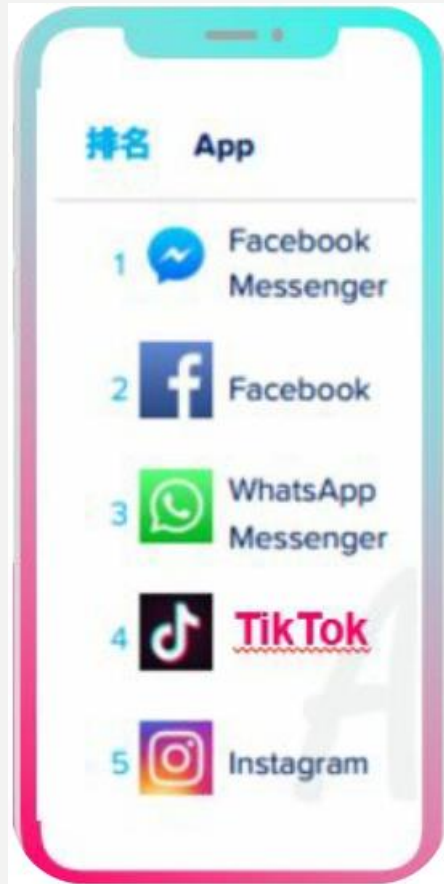 排名 App
1 Facebook
Messenger
2 Facebook
3 WhatsApp
Messenger
4 TikTok
5 Instagram